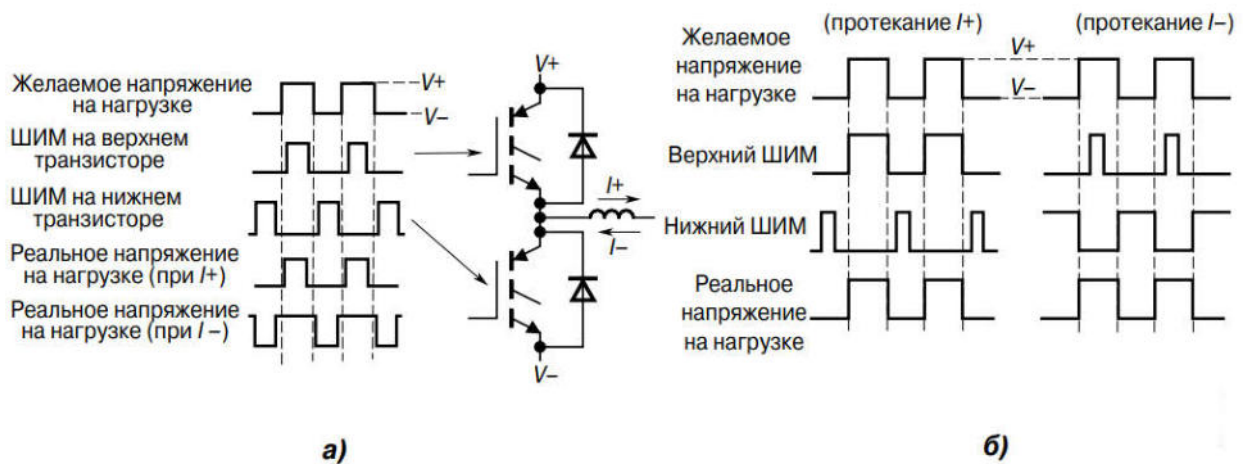 Желаемое напряжение
на нагрузке
V+
V–
ШИМ на верхнем
транзисторе
ШИМ на нижнем
транзисторе
Реальное напряжение
на нагрузке (при I+)
Реальное напряжение
на нагрузке (при I –)
V+
I+
I–
V–
а)
(протекание I+)
(протекание I–)
Желаемое
напряжение
на нагрузке
V+
V–
Верхний ШИМ
Нижний ШИМ
Реальное
напряжение
на нагрузке
б)